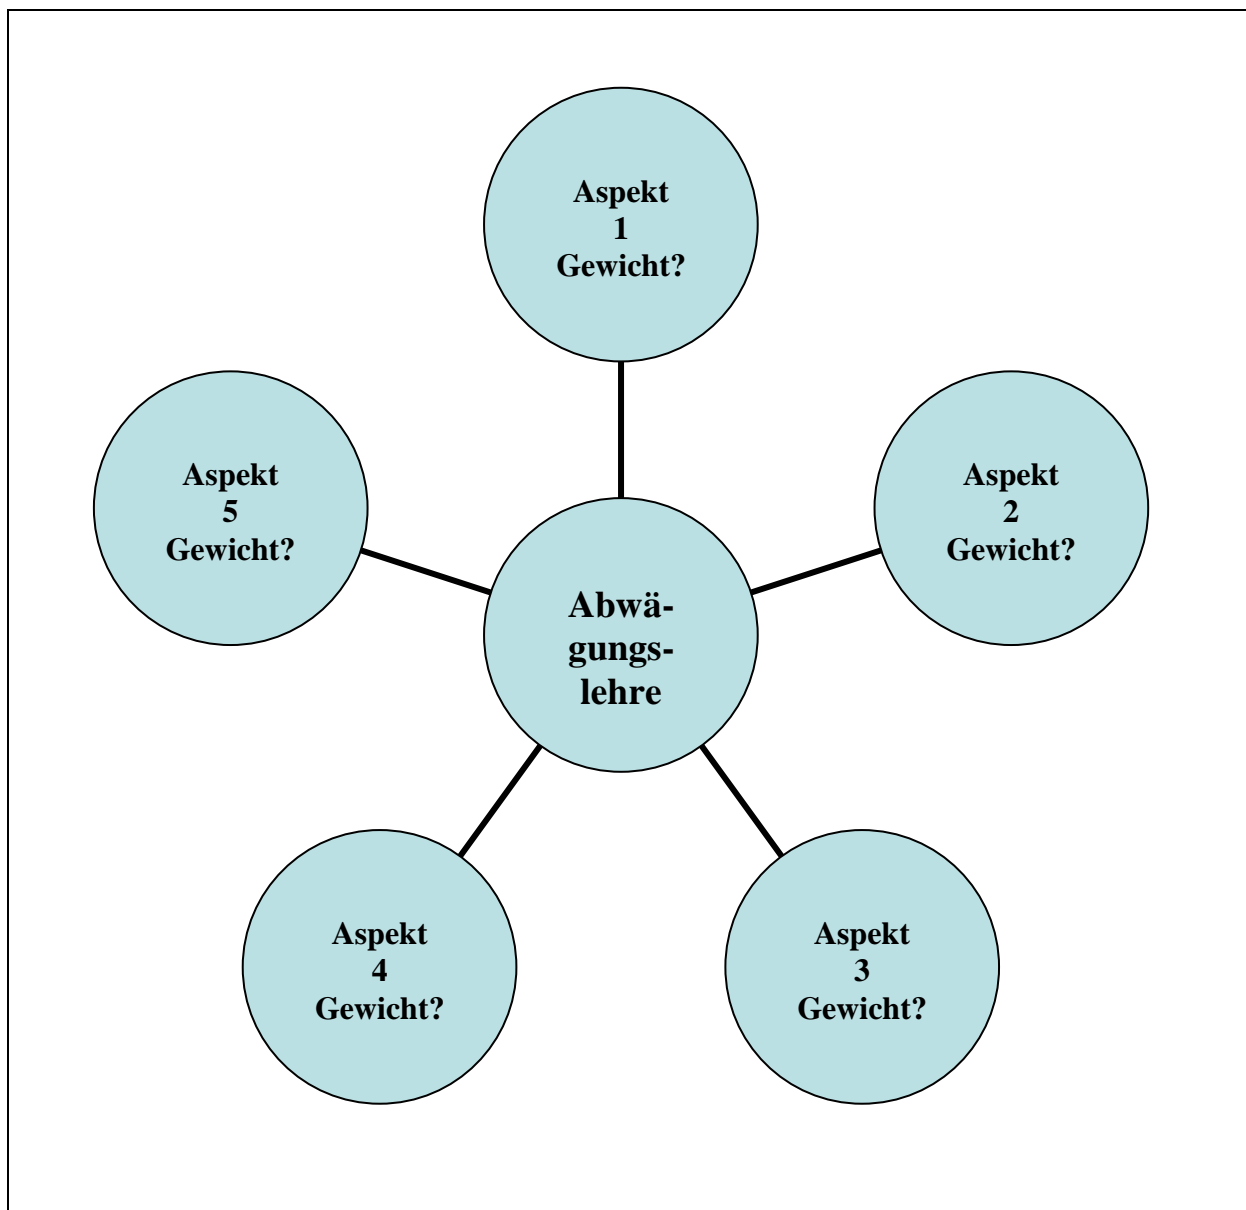 Aspekt
1
Gewicht?
Aspekt
5
Gewicht?
Aspekt
2
Gewicht?
Abwä-
gungs-
lehre
Aspekt
4
Gewicht?
Aspekt
3
Gewicht?